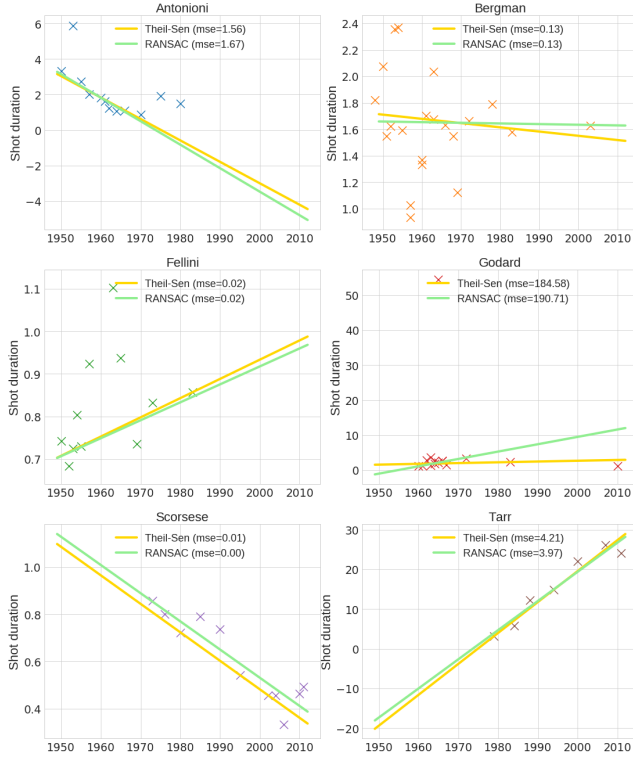 Antonioni
Theil-Sen (mse=1.56)
RANSAC (mse=1.67)
Shot duration
6
4
2
0
−2
−4
1950 1960 1970 1980 1990 2000 2010
Bergman
Theil-Sen (mse=0.13)
RANSAC (mse=0.13)
Shot duration
2.4
2.2
2.0
1.8
1.6
1.4
1.2
1.0
1950 1960 1970 1980 1990 2000 2010
Fellini
Theil-Sen (mse=0.02)
RANSAC (mse=0.02)
Shot duration
1.1
1.0
0.9
0.8
0.7
1950 1960 1970 1980 1990 2000 2010
Godard
Theil-Sen (mse=184.58)
RANSAC (mse=190.71)
Shot duration
50
40
30
20
10
0
1950 1960 1970 1980 1990 2000 2010
Scorsese
Theil-Sen (mse=0.01)
RANSAC (mse=0.00)
Shot duration
1.0
0.8
0.6
0.4
1950 1960 1970 1980 1990 2000 2010
Tarr
Theil-Sen (mse=4.21)
RANSAC (mse=3.97)
Shot duration
30
20
10
0
−10
−20
1950 1960 1970 1980 1990 2000 2010